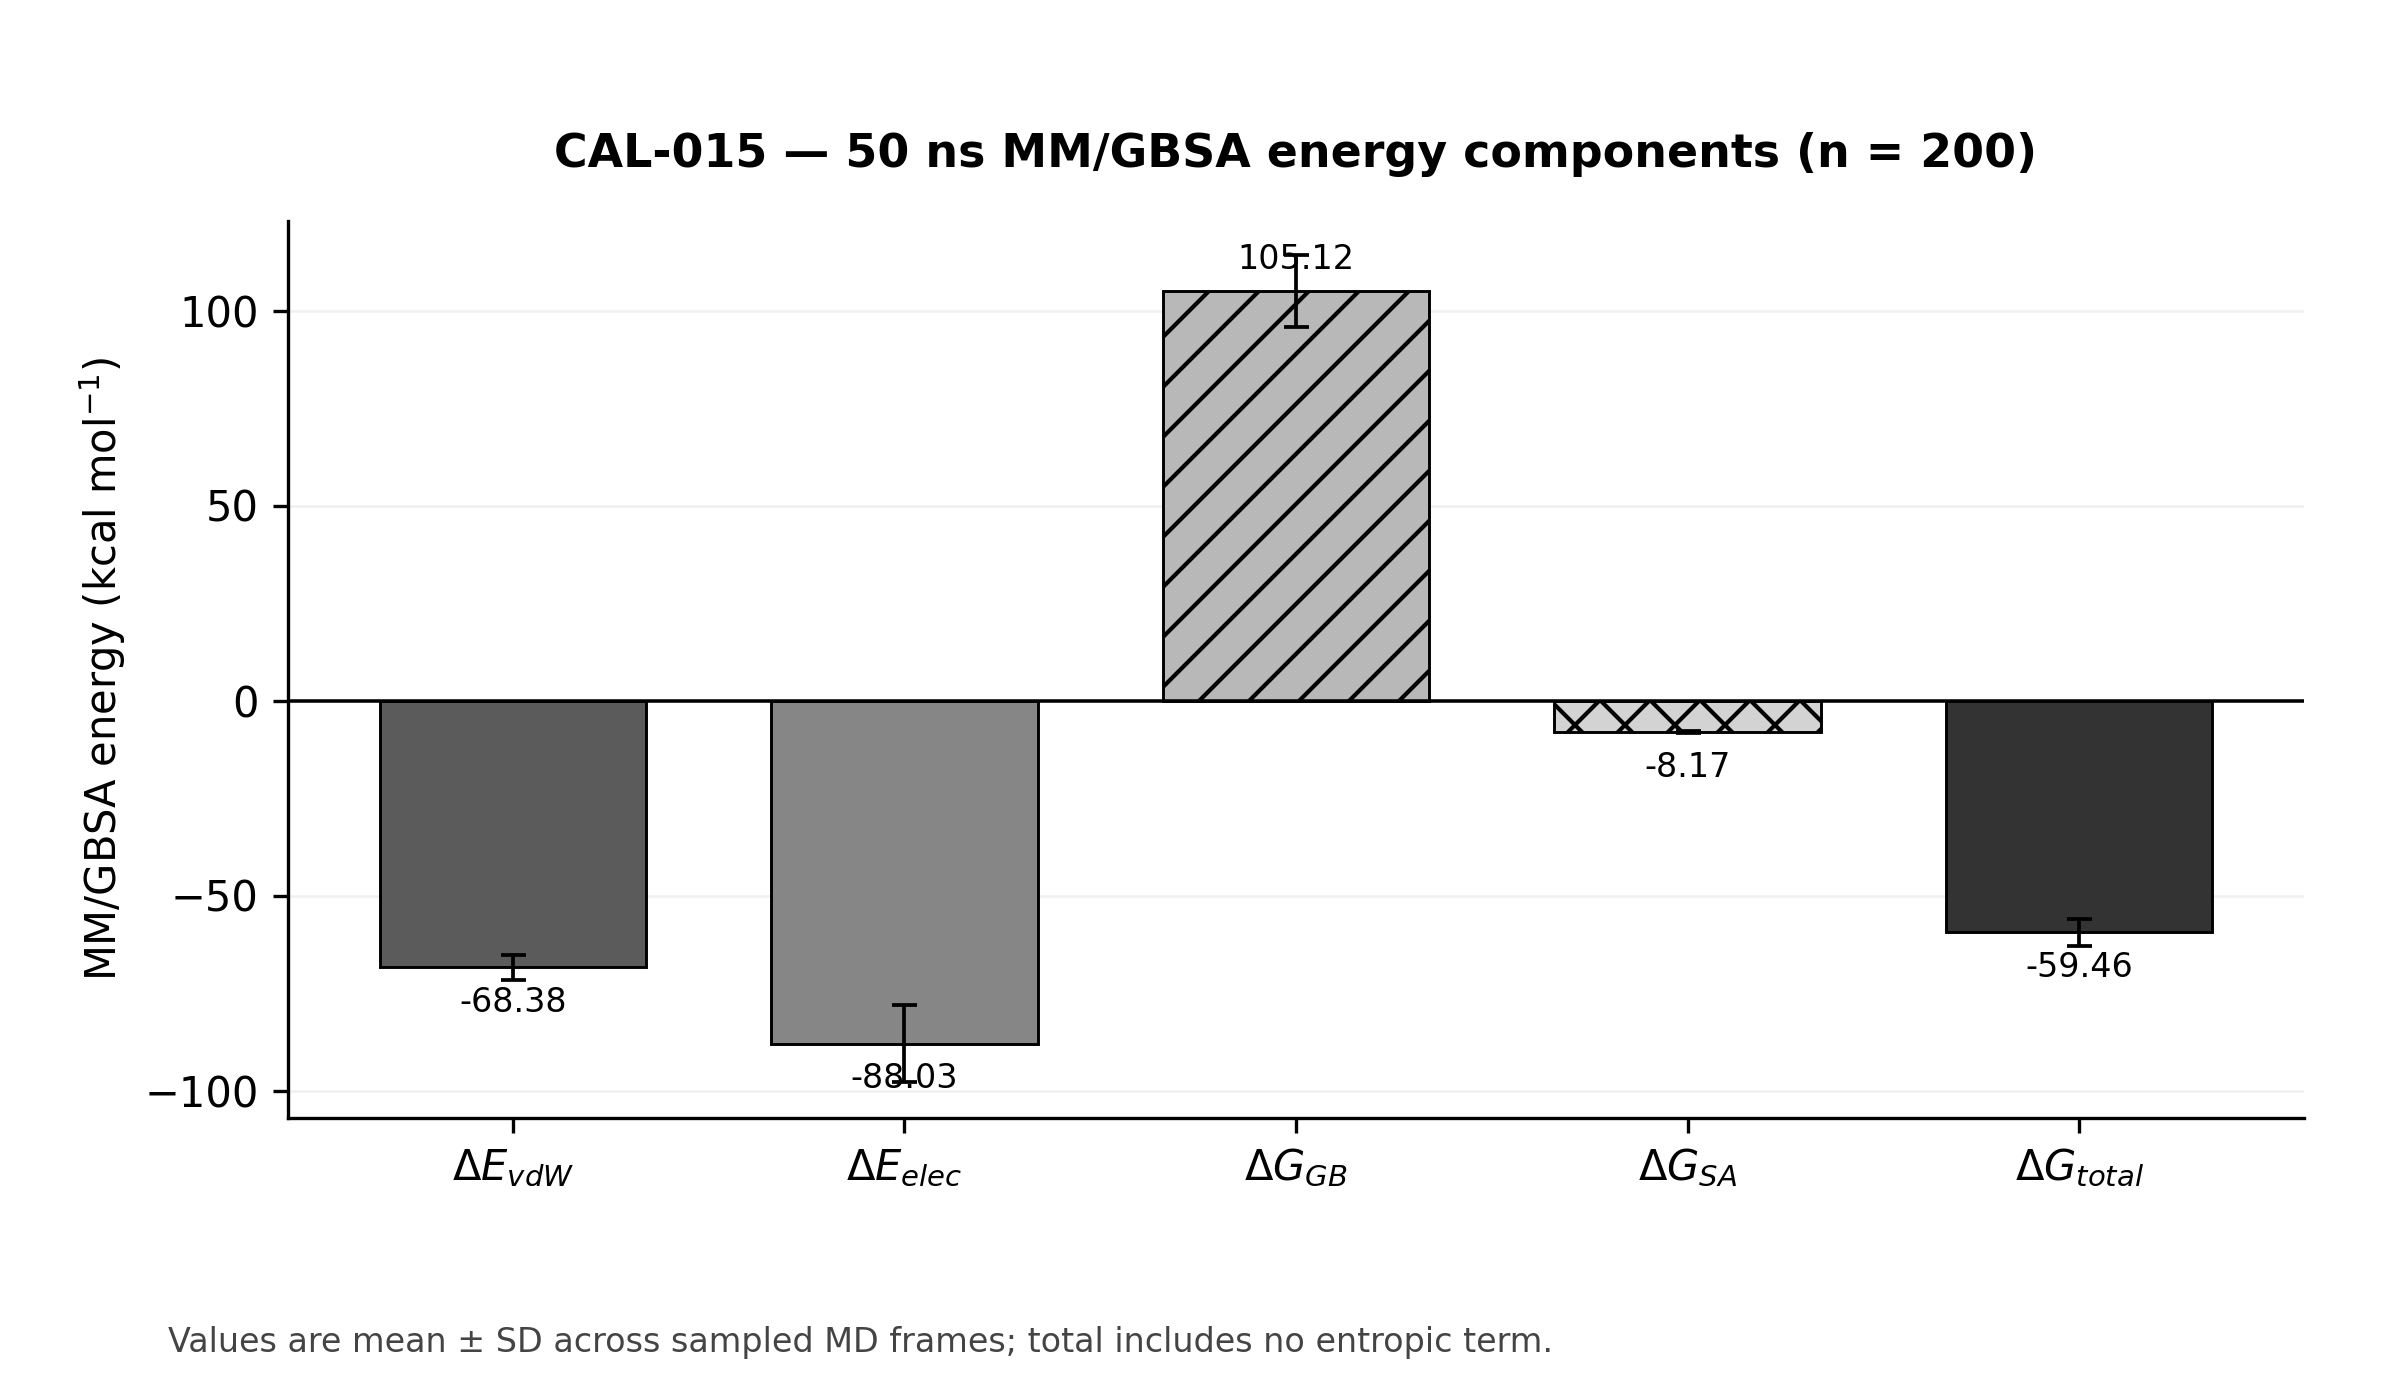 CAL-015 — 50 ns MM/GBSA energy components (n = 200)
MM/GBSA energy (kcal mol⁻¹)
100
50
0
−50
−100
105.12
-68.38
-88.03
-8.17
-59.46
ΔE_vdW
ΔE_elec
ΔG_GB
ΔG_SA
ΔG_total
Values are mean ± SD across sampled MD frames; total includes no entropic term.